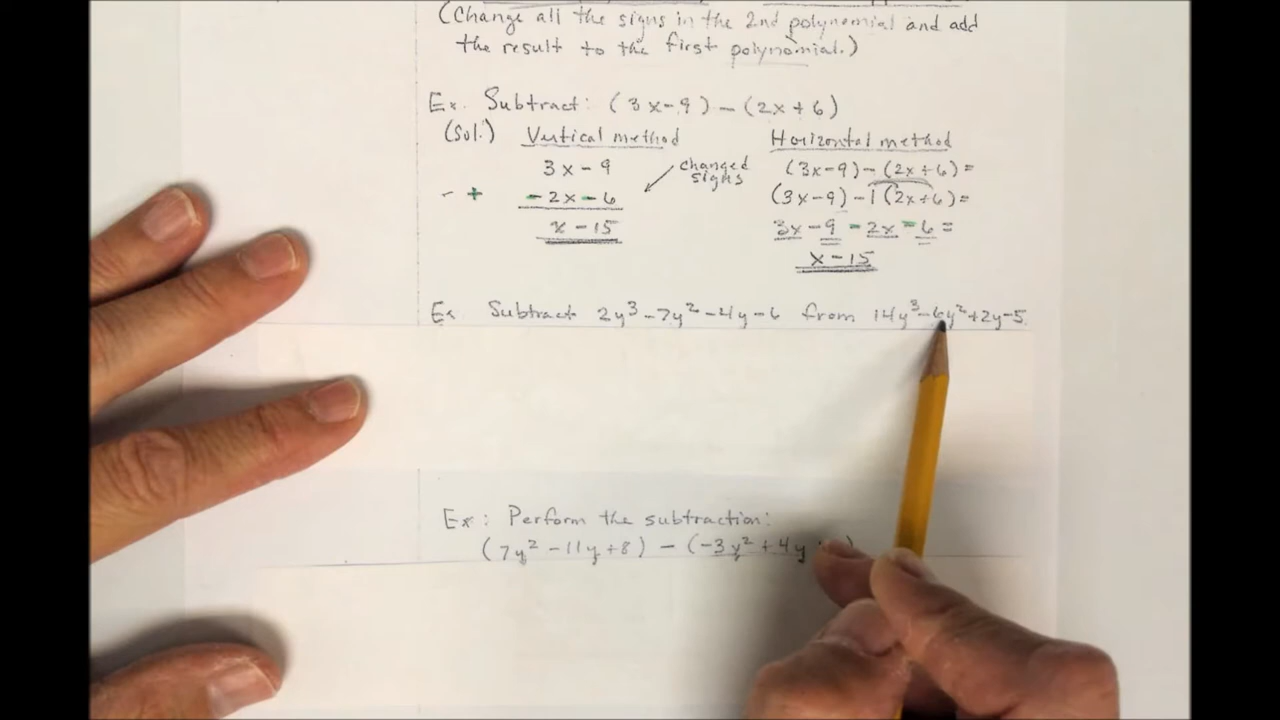 (Change all the signs in the 2nd polynomial and add
the result to the first polynomial.)
Ex. Subtract: (3x-9) - (2x+6)
(Sol.) Vertical method
3x - 9
- + -2x - 6
x - 15
changed signs
Horizontal method
(3x-9) - (2x+6) =
(3x-9) - 1(2x+6) =
3x - 9 - 2x - 6 =
x - 15
Ex Subtract 2y³ - 7y² - 4y - 6 from 14y³ - 6y² + 2y - 5.
Ex: Perform the subtraction:
(7y² - 11y + 8) - (-3y² + 4y